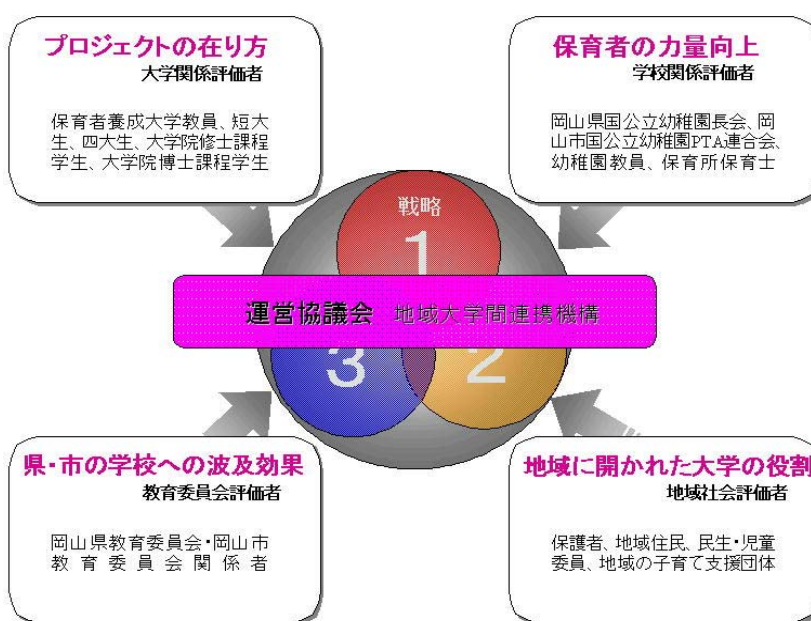 プロジェクトの在り方
大学関係評価者
保育者養成大学教員、短大
生、四大生、大学院修士課程
学生、大学院博士課程学生
保育者の力量向上
学校関係評価者
岡山県国公立幼稚園長会、岡
山市国公立幼稚園PTA連合会、
幼稚園教員、保育所保育士
戦略
1
運営協議会 地域大学間連携機構
3
2
県・市の学校への波及効果
教育委員会評価者
岡山県教育委員会・岡山市
教育委員会関係者
地域に開かれた大学の役割
地域社会評価者
保護者、地域住民、民生・児童
委員、地域の子育て支援団体